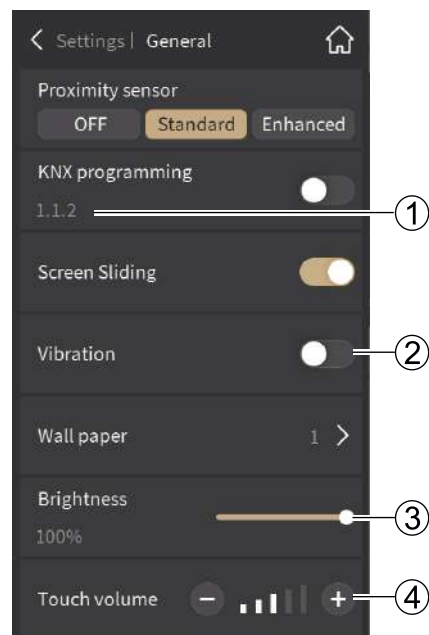 Settings | General
Proximity sensor
OFF Standard Enhanced
KNX programming
1.1.2
1
Screen Sliding
Vibration
2
Wall paper 1
Brightness
3
100%
Touch volume - + 4